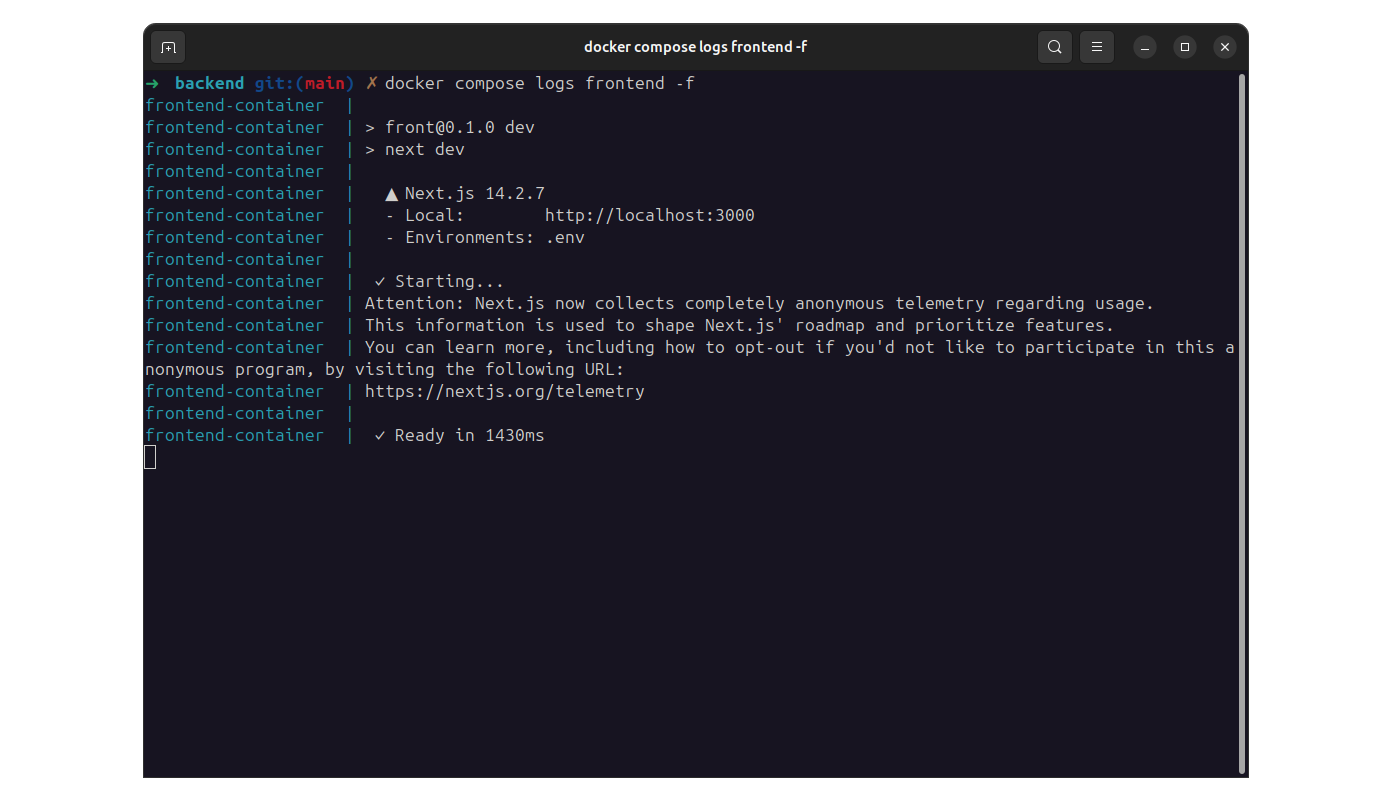 docker compose logs frontend -f
➜  backend git:(main) ✗ docker compose logs frontend -f
frontend-container  |
frontend-container  | > front@0.1.0 dev
frontend-container  | > next dev
frontend-container  |
frontend-container  |   ▲ Next.js 14.2.7
frontend-container  |   - Local:        http://localhost:3000
frontend-container  |   - Environments: .env
frontend-container  |
frontend-container  |  ✓ Starting...
frontend-container  | Attention: Next.js now collects completely anonymous telemetry regarding usage.
frontend-container  | This information is used to shape Next.js' roadmap and prioritize features.
frontend-container  | You can learn more, including how to opt-out if you'd not like to participate in this a
nonymous program, by visiting the following URL:
frontend-container  | https://nextjs.org/telemetry
frontend-container  |
frontend-container  |  ✓ Ready in 1430ms